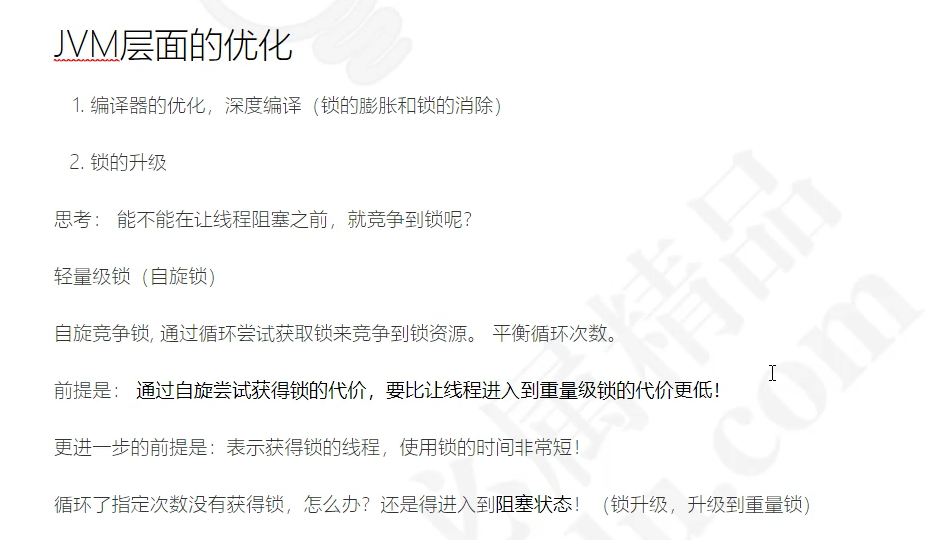 JVM层面的优化
1. 编译器的优化，深度编译（锁的膨胀和锁的消除）
2. 锁的升级
思考： 能不能在让线程阻塞之前，就竞争到锁呢？
轻量级锁（自旋锁）
自旋竞争锁, 通过循环尝试获取锁来竞争到锁资源。 平衡循环次数。
前提是： 通过自旋尝试获得锁的代价，要比让线程进入到重量级锁的代价更低！
更进一步的前提是：表示获得锁的线程，使用锁的时间非常短！
循环了指定次数没有获得锁，怎么办？还是得进入到阻塞状态！（锁升级，升级到重量锁）
必属精品
.com